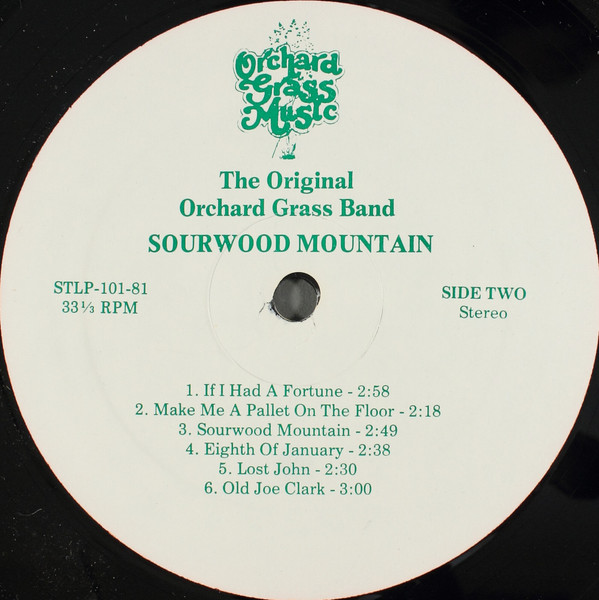 Orchard
Grass
Music
The Original
Orchard Grass Band
SOURWOOD MOUNTAIN
STLP-101-81
33⅓ RPM
SIDE TWO
Stereo
1. If I Had A Fortune - 2:58
2. Make Me A Pallet On The Floor - 2:18
3. Sourwood Mountain - 2:49
4. Eighth Of January - 2:38
5. Lost John - 2:30
6. Old Joe Clark - 3:00